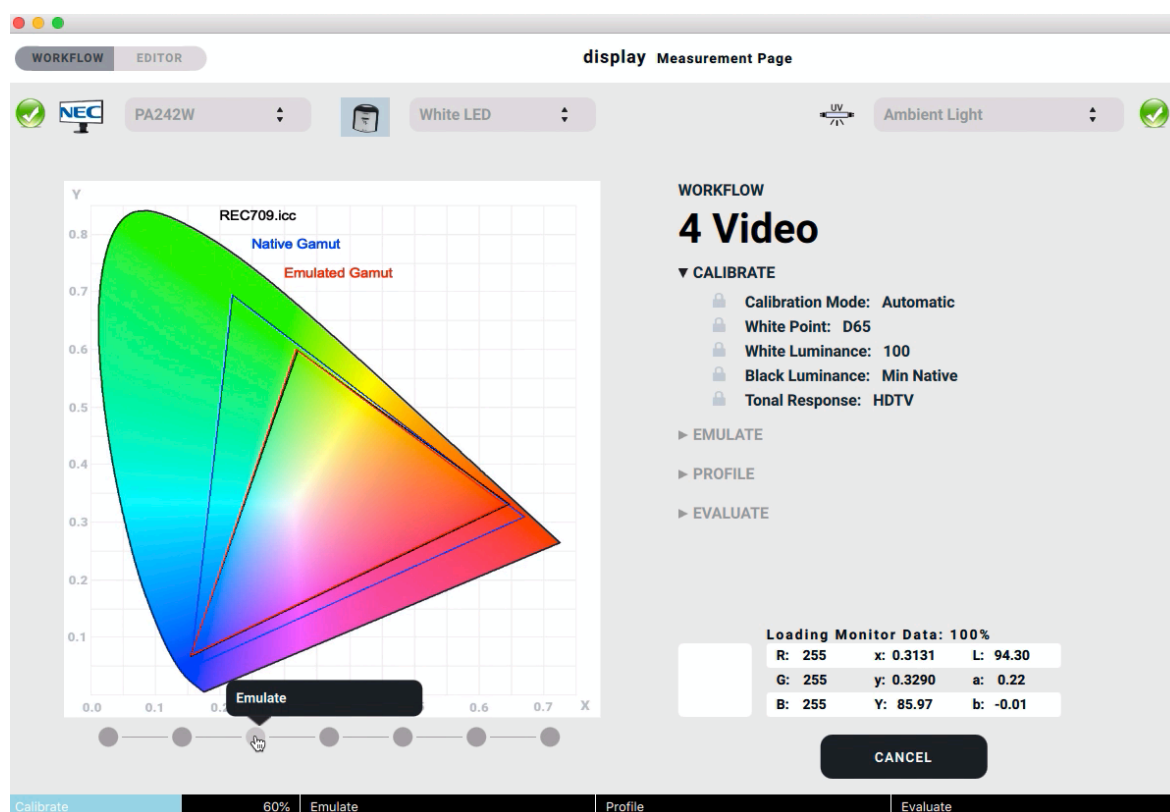 WORKFLOW EDITOR display Measurement Page
NEC PA242W White LED UV Ambient Light
Y
REC709.icc
Native Gamut
Emulated Gamut
0.8
0.7
0.6
0.5
0.4
0.3
0.2
0.1
0.0 0.1 0.6 0.7 X
Emulate
WORKFLOW
4 Video
▼ CALIBRATE
Calibration Mode: Automatic
White Point: D65
White Luminance: 100
Black Luminance: Min Native
Tonal Response: HDTV
▶ EMULATE
▶ PROFILE
▶ EVALUATE
Loading Monitor Data: 100%
R: 255 x: 0.3131 L: 94.30
G: 255 y: 0.3290 a: 0.22
B: 255 Y: 85.97 b: -0.01
CANCEL
Calibrate 60% Emulate Profile Evaluate